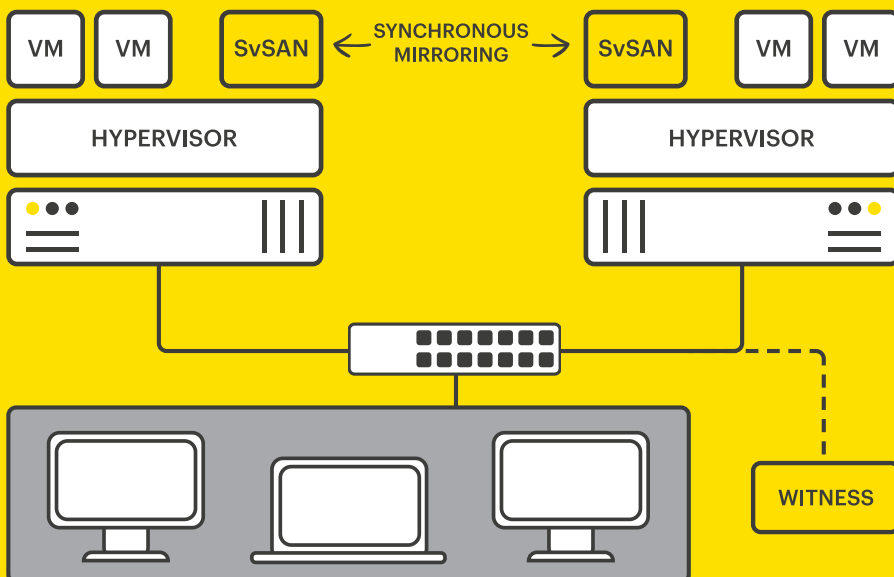 VM
VM
SvSAN
SYNCHRONOUS
MIRRORING
SvSAN
VM
VM
HYPERVISOR
HYPERVISOR
WITNESS